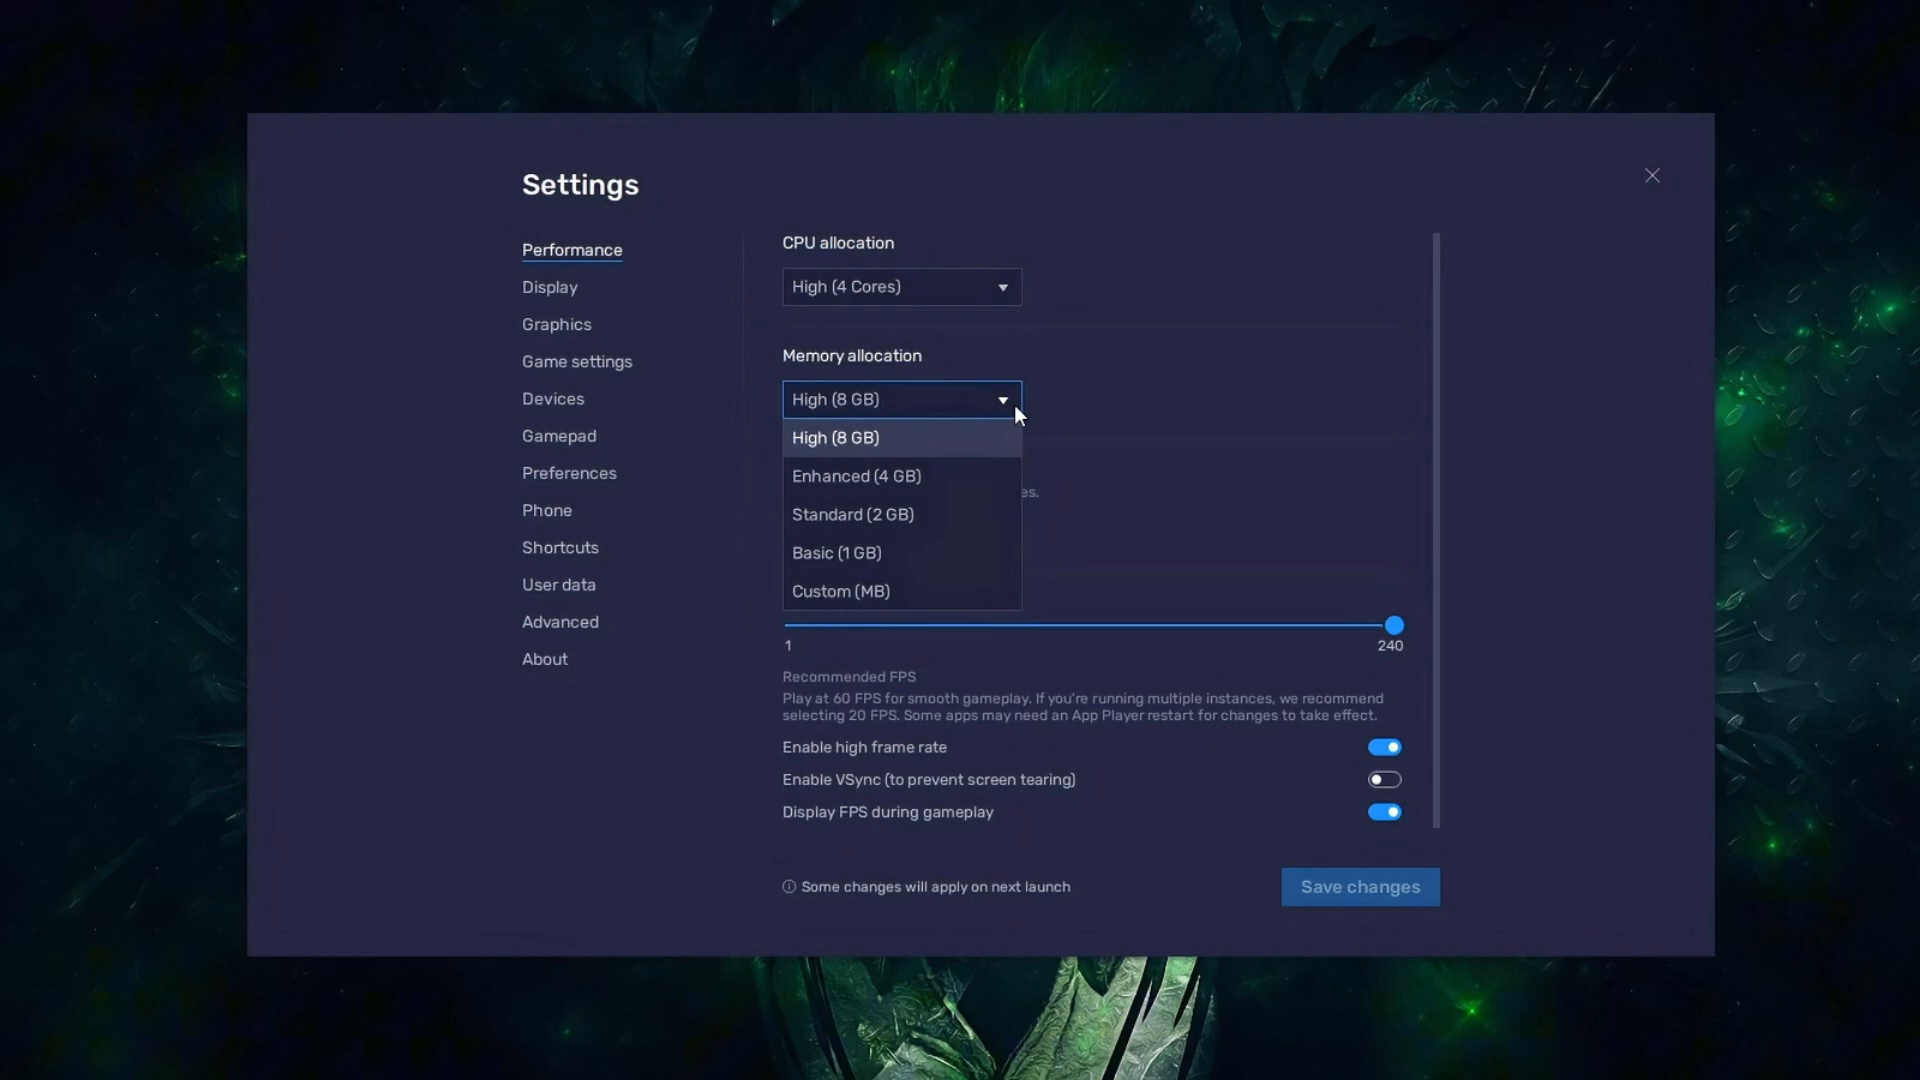 Settings
Performance
Display
Graphics
Game settings
Devices
Gamepad
Preferences
Phone
Shortcuts
User data
Advanced
About
CPU allocation
High (4 Cores)
Memory allocation
High (8 GB)
High (8 GB)
Enhanced (4 GB)
es.
Standard (2 GB)
Basic (1 GB)
Custom (MB)
1
240
Recommended FPS
Play at 60 FPS for smooth gameplay. If you're running multiple instances, we recommend
selecting 20 FPS. Some apps may need an App Player restart for changes to take effect.
Enable high frame rate
Enable VSync (to prevent screen tearing)
Display FPS during gameplay
Some changes will apply on next launch
Save changes